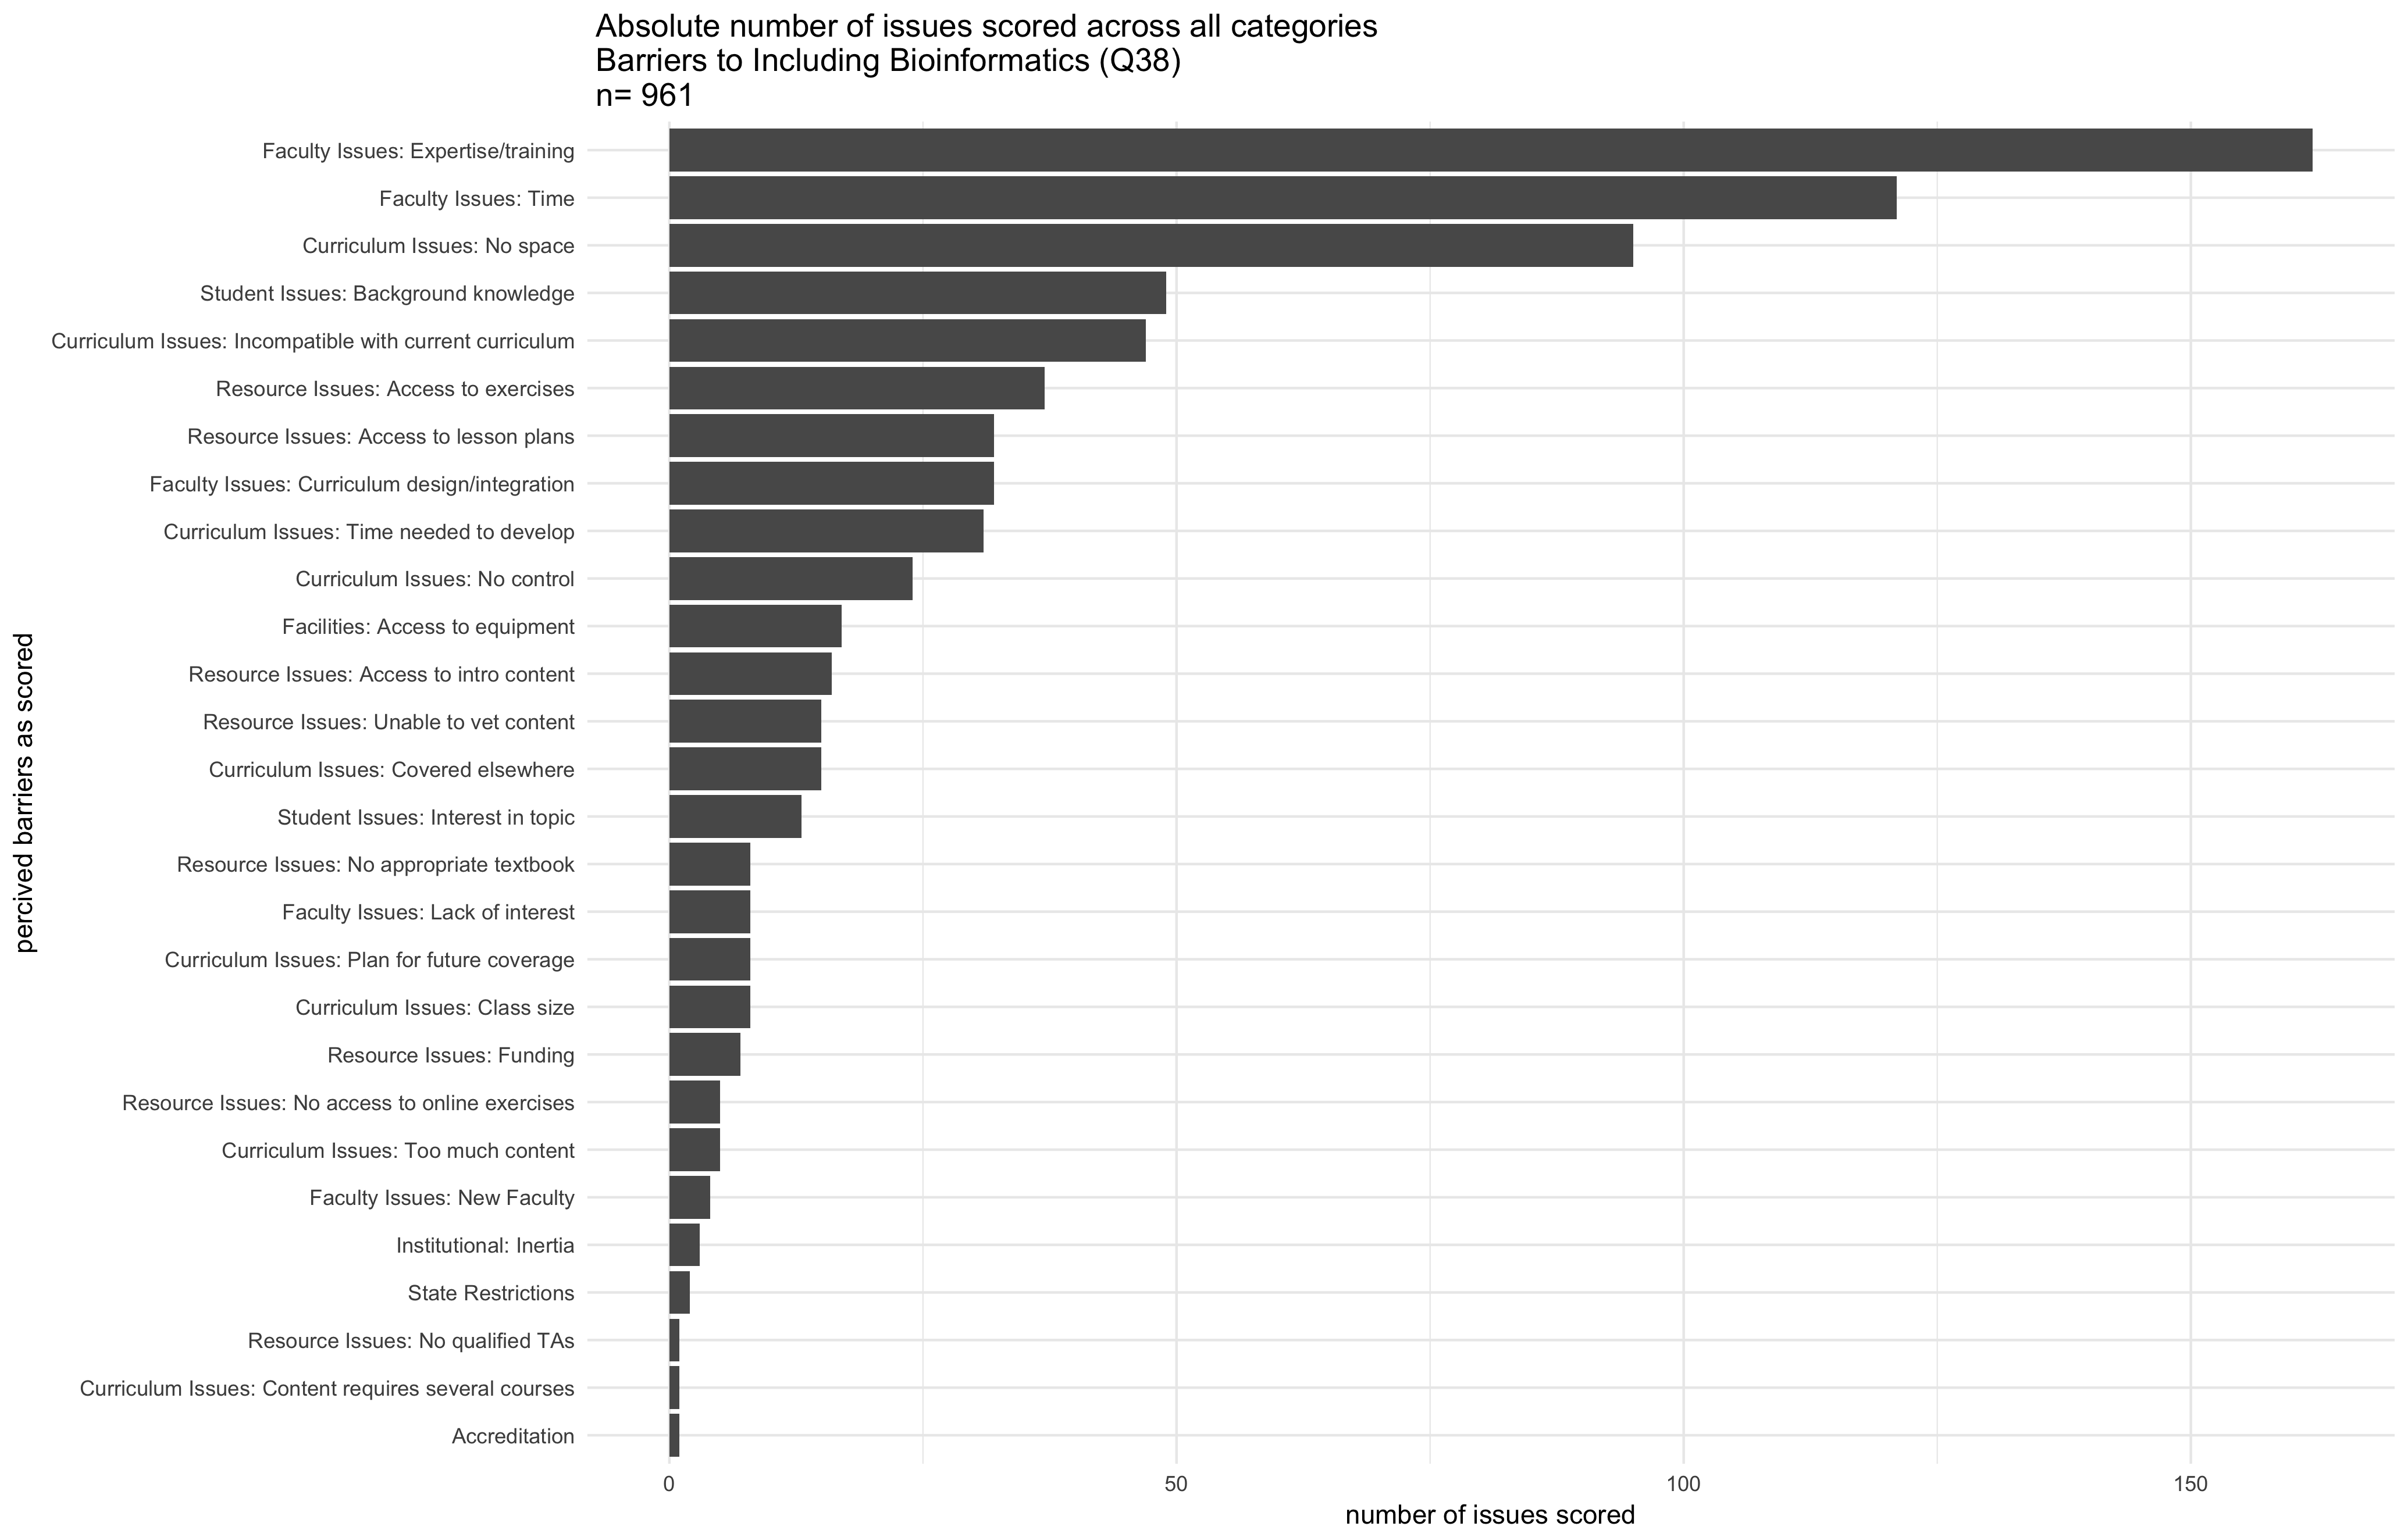 Absolute number of issues scored across all categories
Barriers to Including Bioinformatics (Q38)
n= 961
percived barriers as scored
Faculty Issues: Expertise/training
Faculty Issues: Time
Curriculum Issues: No space
Student Issues: Background knowledge
Curriculum Issues: Incompatible with current curriculum
Resource Issues: Access to exercises
Resource Issues: Access to lesson plans
Faculty Issues: Curriculum design/integration
Curriculum Issues: Time needed to develop
Curriculum Issues: No control
Facilities: Access to equipment
Resource Issues: Access to intro content
Resource Issues: Unable to vet content
Curriculum Issues: Covered elsewhere
Student Issues: Interest in topic
Resource Issues: No appropriate textbook
Faculty Issues: Lack of interest
Curriculum Issues: Plan for future coverage
Curriculum Issues: Class size
Resource Issues: Funding
Resource Issues: No access to online exercises
Curriculum Issues: Too much content
Faculty Issues: New Faculty
Institutional: Inertia
State Restrictions
Resource Issues: No qualified TAs
Curriculum Issues: Content requires several courses
Accreditation
0 50 100 150
number of issues scored